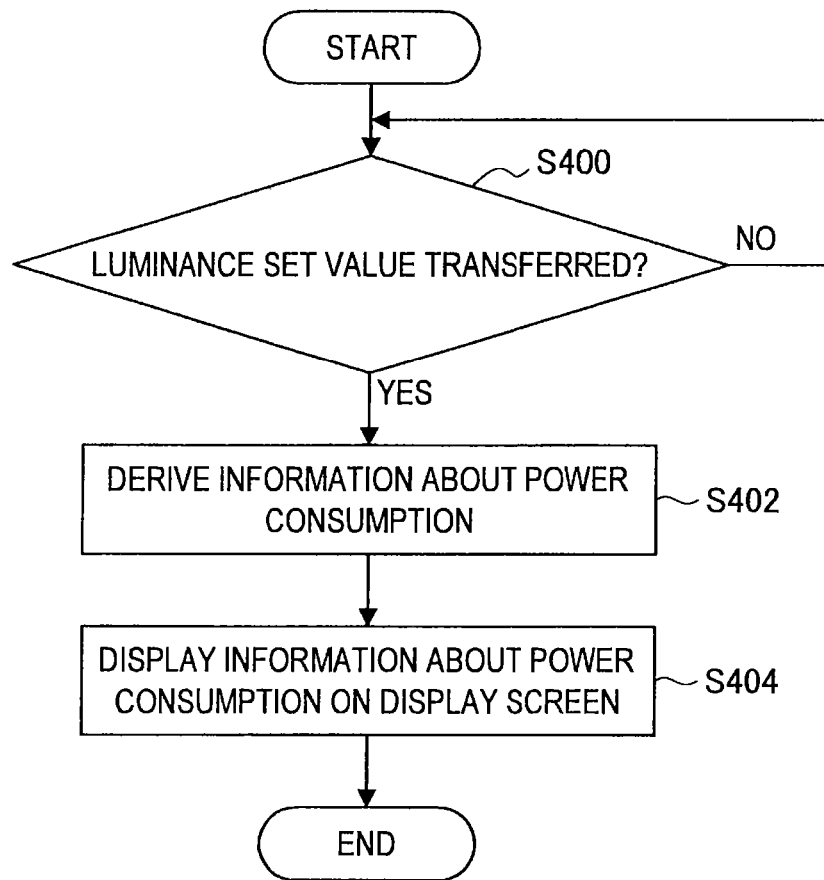 START
S400
LUMINANCE SET VALUE TRANSFERRED?
NO
YES
DERIVE INFORMATION ABOUT POWER
CONSUMPTION
S402
DISPLAY INFORMATION ABOUT POWER
CONSUMPTION ON DISPLAY SCREEN
S404
END